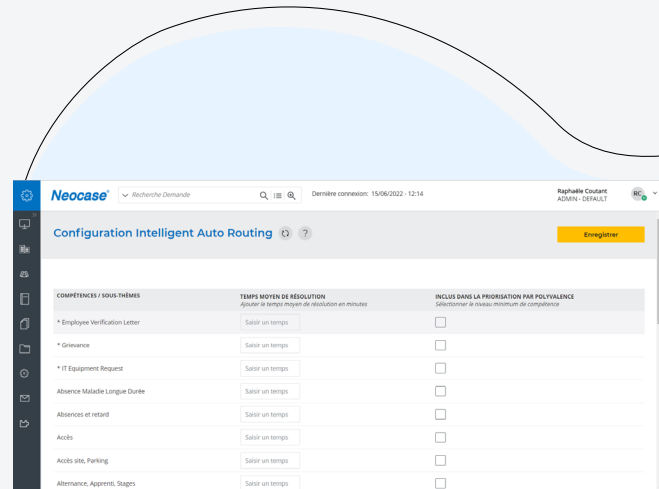 Neocase®
Recherche Demande
Dernière connexion: 15/06/2022 - 12:14
Raphaëlle Coutant
ADMIN - DEFAULT
RC
Configuration Intelligent Auto Routing
?
Enregistrer
COMPÉTENCES / SOUS-THÈMES
TEMPS MOYEN DE RÉSOLUTION
Ajouter le temps moyen de résolution en minutes
INCLUS DANS LA PRIORISATION PAR POLYVALENCE
Sélectionner le niveau minimum de compétence
* Employee Verification Letter
Saisir un temps
* Grievance
Saisir un temps
* IT Equipment Request
Saisir un temps
Absence Maladie Longue Durée
Saisir un temps
Absences et retard
Saisir un temps
Accès
Saisir un temps
Accès site, Parking
Saisir un temps
Alternance, Apprenti, Stages
Saisir un temps